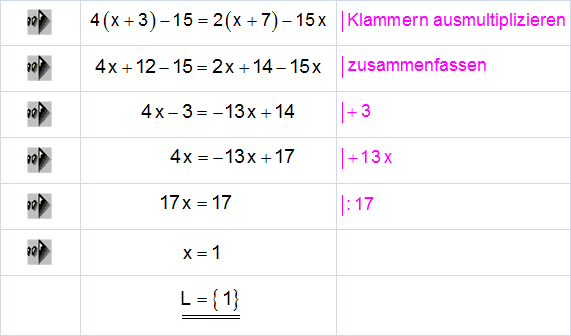 4(x+3)−15=2(x+7)−15x |Klammern ausmultiplizieren
4x+12−15=2x+14−15x |zusammenfassen
4x−3=−13x+14 |+3
4x=−13x+17 |+13x
17x=17 |:17
x=1
L={1}